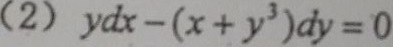 (2) ydx − (x + y³)dy = 0